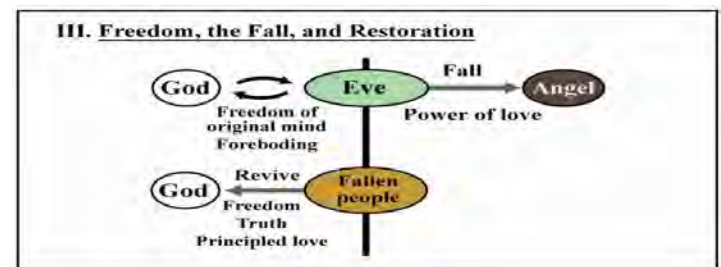 III. Freedom, the Fall, and Restoration
God
Eve
Fall
Angel
Power of love
Freedom of
original mind
Foreboding
God
Revive
Fallen
people
Freedom
Truth
Principled love